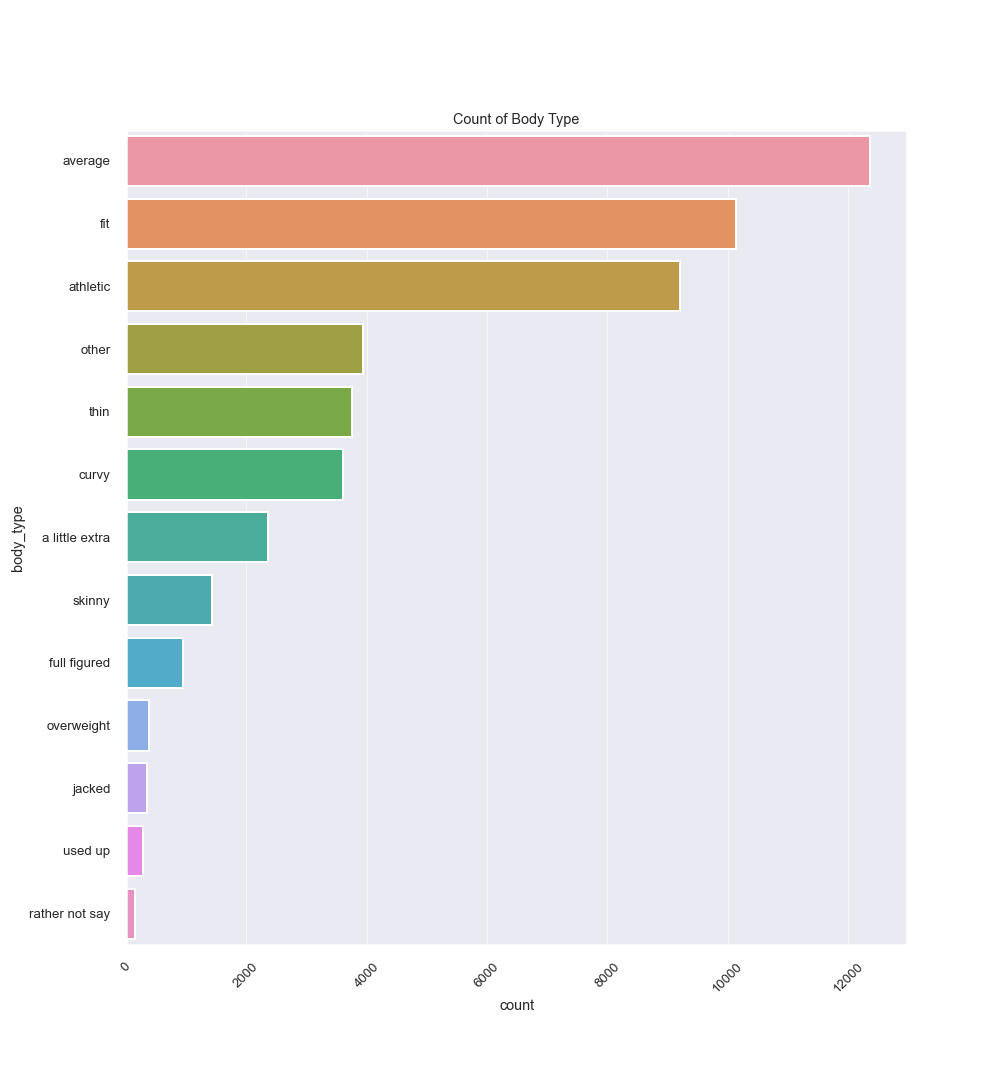 Count of Body Type
average
fit
athletic
other
thin
curvy
a little extra
skinny
full figured
overweight
jacked
used up
rather not say
body_type
0
2000
4000
6000
8000
10000
12000
count